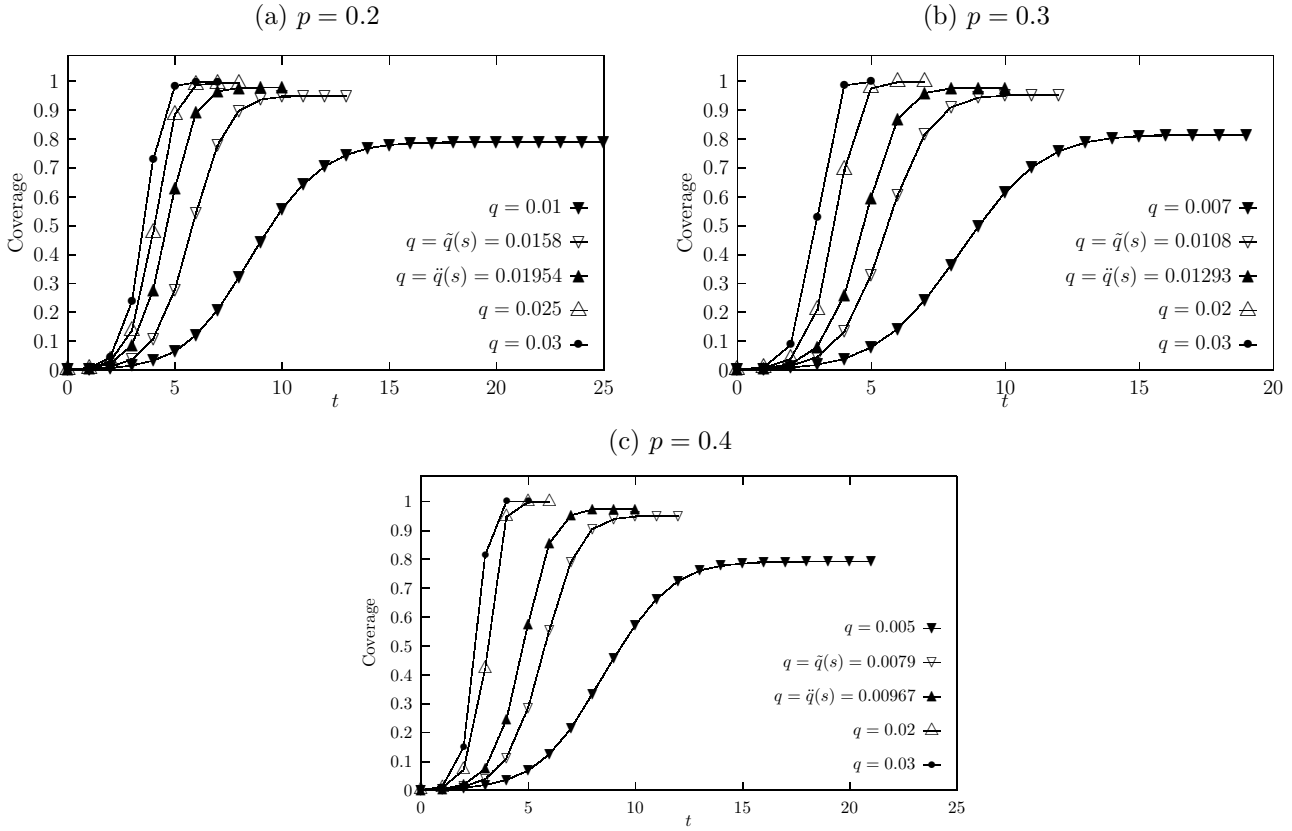 (a) p = 0.2
1
0.9
0.8
0.7
0.6
0.5
0.4
0.3
0.2
0.1
0
Coverage
0 5 10 15 20 25
t
q = 0.01
q = q̃(s) = 0.0158
q = q̈(s) = 0.01954
q = 0.025
q = 0.03
(b) p = 0.3
1
0.9
0.8
0.7
0.6
0.5
0.4
0.3
0.2
0.1
0
Coverage
0 5 10 15 20
t
q = 0.007
q = q̃(s) = 0.0108
q = q̈(s) = 0.01293
q = 0.02
q = 0.03
(c) p = 0.4
1
0.9
0.8
0.7
0.6
0.5
0.4
0.3
0.2
0.1
0
Coverage
0 5 10 15 20 25
t
q = 0.005
q = q̃(s) = 0.0079
q = q̈(s) = 0.00967
q = 0.02
q = 0.03